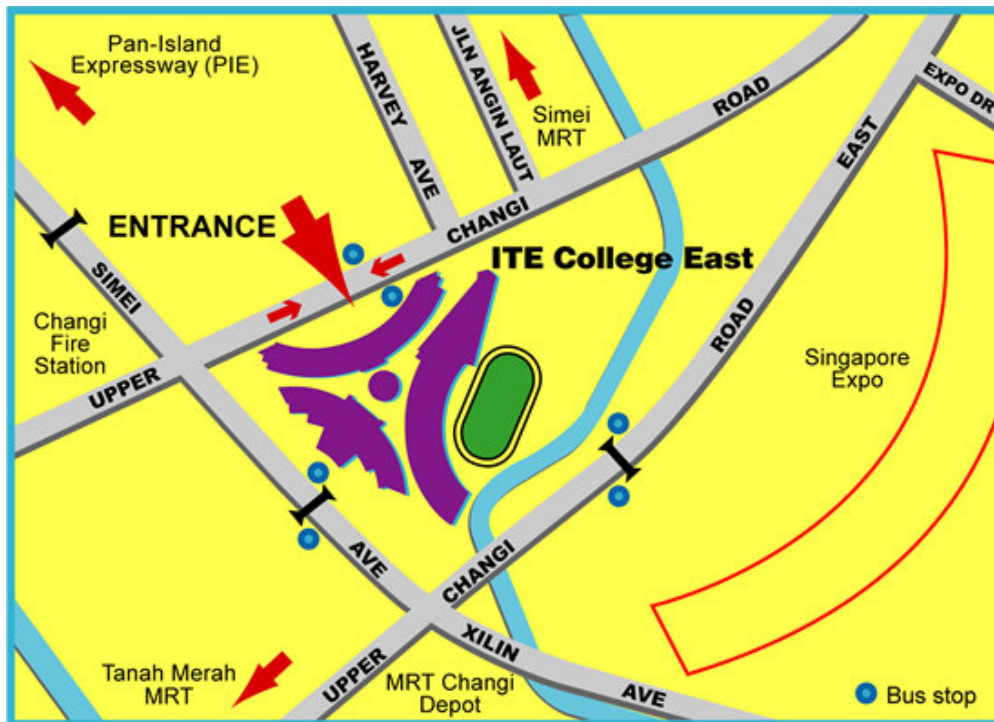 Pan-Island
Expressway (PIE)
HARVEY AVE
JLN ANGIN LAUT
Simei
MRT
UPPER CHANGI ROAD
EXPO DR
ENTRANCE
ITE College East
SIMEI AVE
Changi
Fire
Station
UPPER CHANGI ROAD EAST
Singapore
Expo
XILIN AVE
Tanah Merah
MRT
MRT Changi
Depot
Bus stop